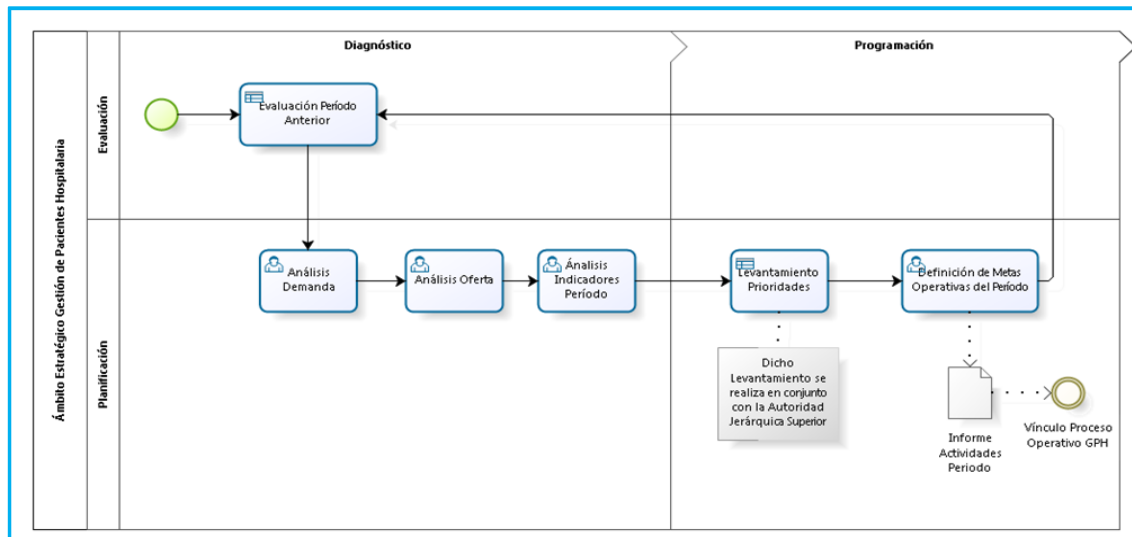 Diagnóstico
Programación
Ámbito Estratégico Gestión de Pacientes Hospitalaria
Evaluación
Evaluación Período
Anterior
Planificación
Análisis
Demanda
Análisis Oferta
Ánalisis
Indicadores
Período
Levantamiento
Prioridades
Definición de Metas
Operativas del Período
Dicho
Levantamiento se
realiza en conjunto
con la Autoridad
Jerárquica Superior
Informe
Actividades
Periodo
Vínculo Proceso
Operativo GPH